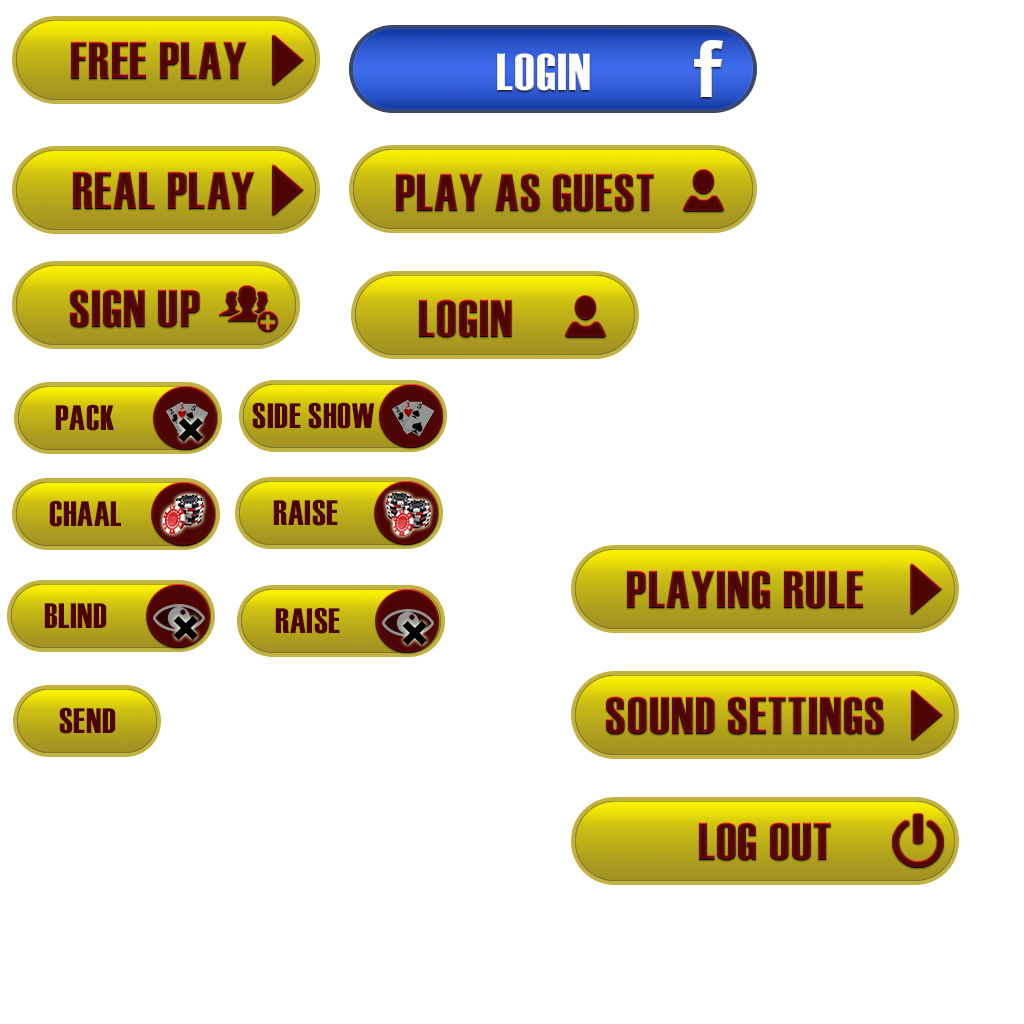 FREE PLAY
LOGIN f
REAL PLAY
PLAY AS GUEST
SIGN UP
LOGIN
PACK
SIDE SHOW
CHAAL
RAISE
BLIND
RAISE
SEND
PLAYING RULE
SOUND SETTINGS
LOG OUT